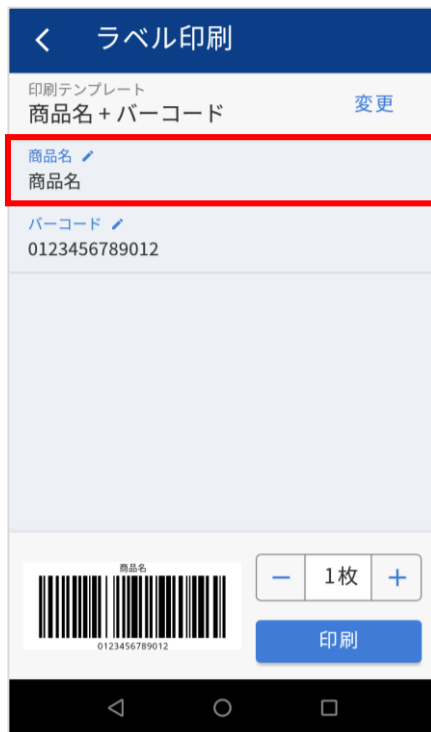 ラベル印刷
印刷テンプレート
商品名 + バーコード
変更
商品名
商品名
バーコード
0123456789012
商品名
0123456789012
1枚
印刷